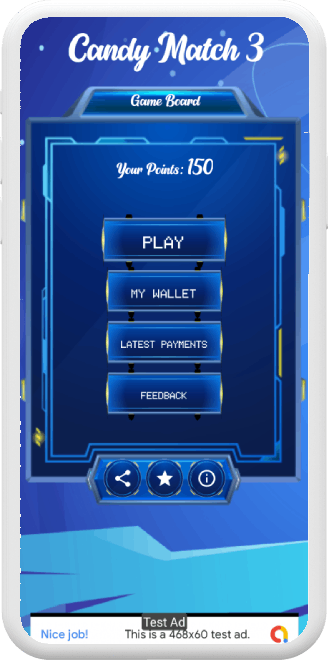 Candy Match 3
Game Board
Your Points: 150
PLAY
MY WALLET
LATEST PAYMENTS
FEEDBACK
Test Ad
Nice job! This is a 468x60 test ad.